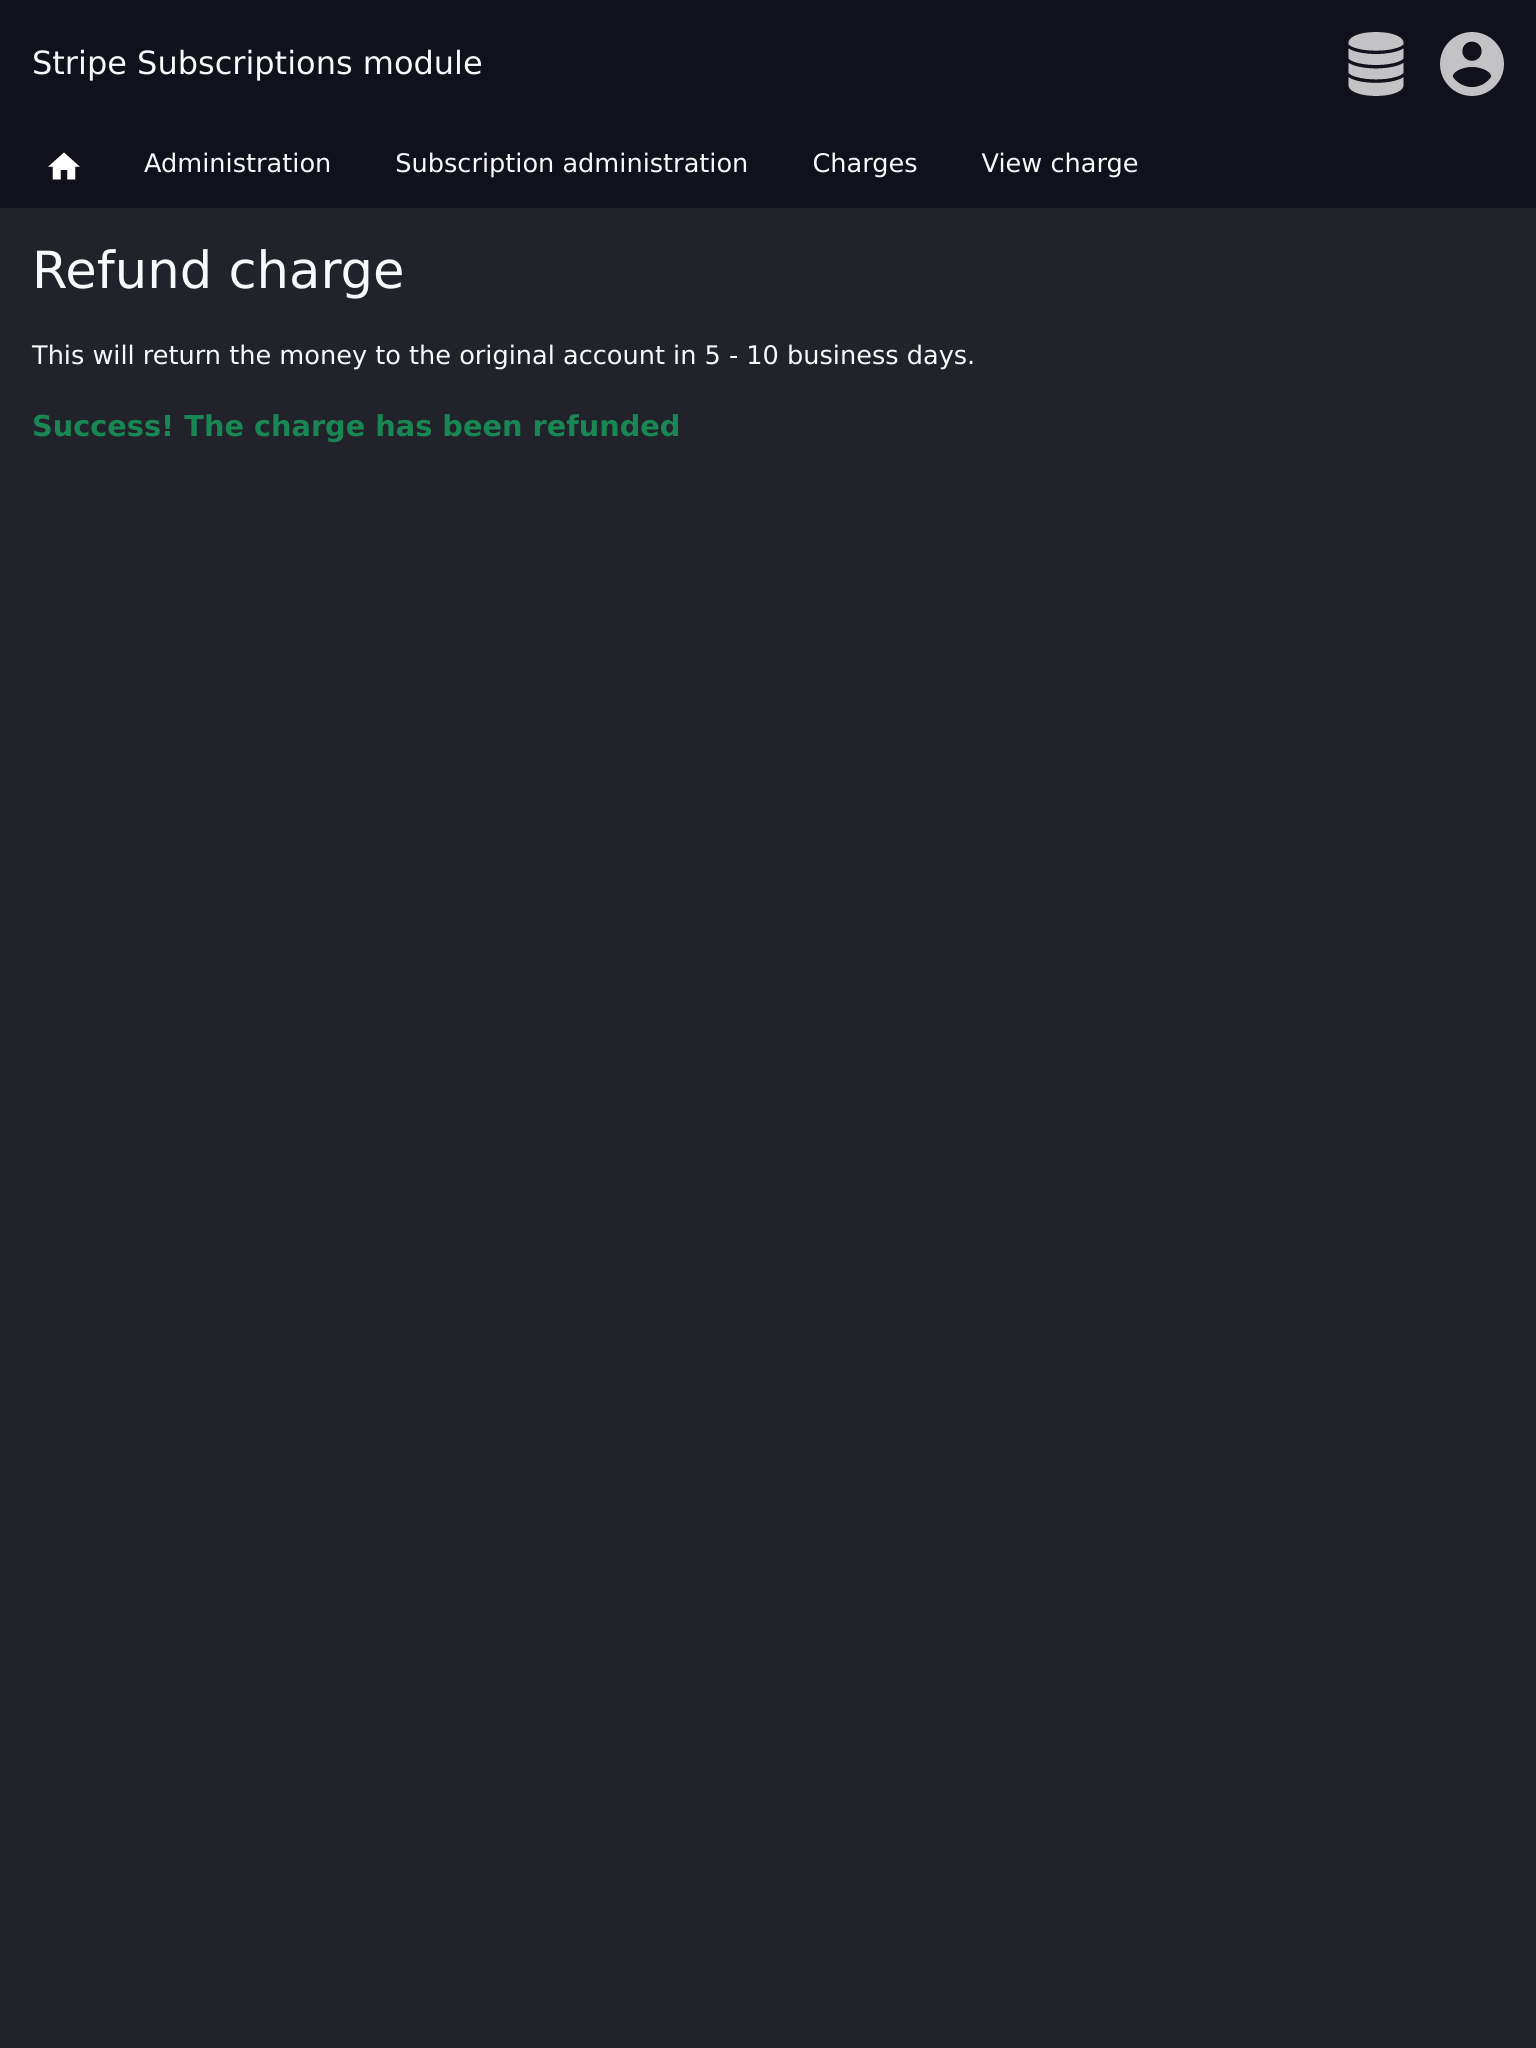 Stripe Subscriptions module
Administration Subscription administration Charges View charge
Refund charge
This will return the money to the original account in 5 - 10 business days.
Success! The charge has been refunded